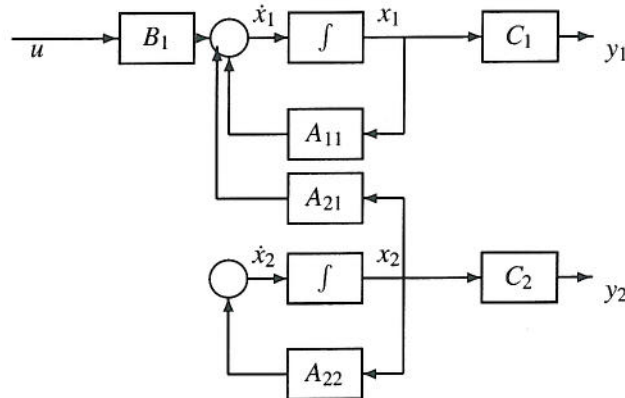 ẋ₁ x₁
u B₁ ∫ C₁ y₁
A₁₁
A₂₁
ẋ₂ x₂
∫ C₂ y₂
A₂₂